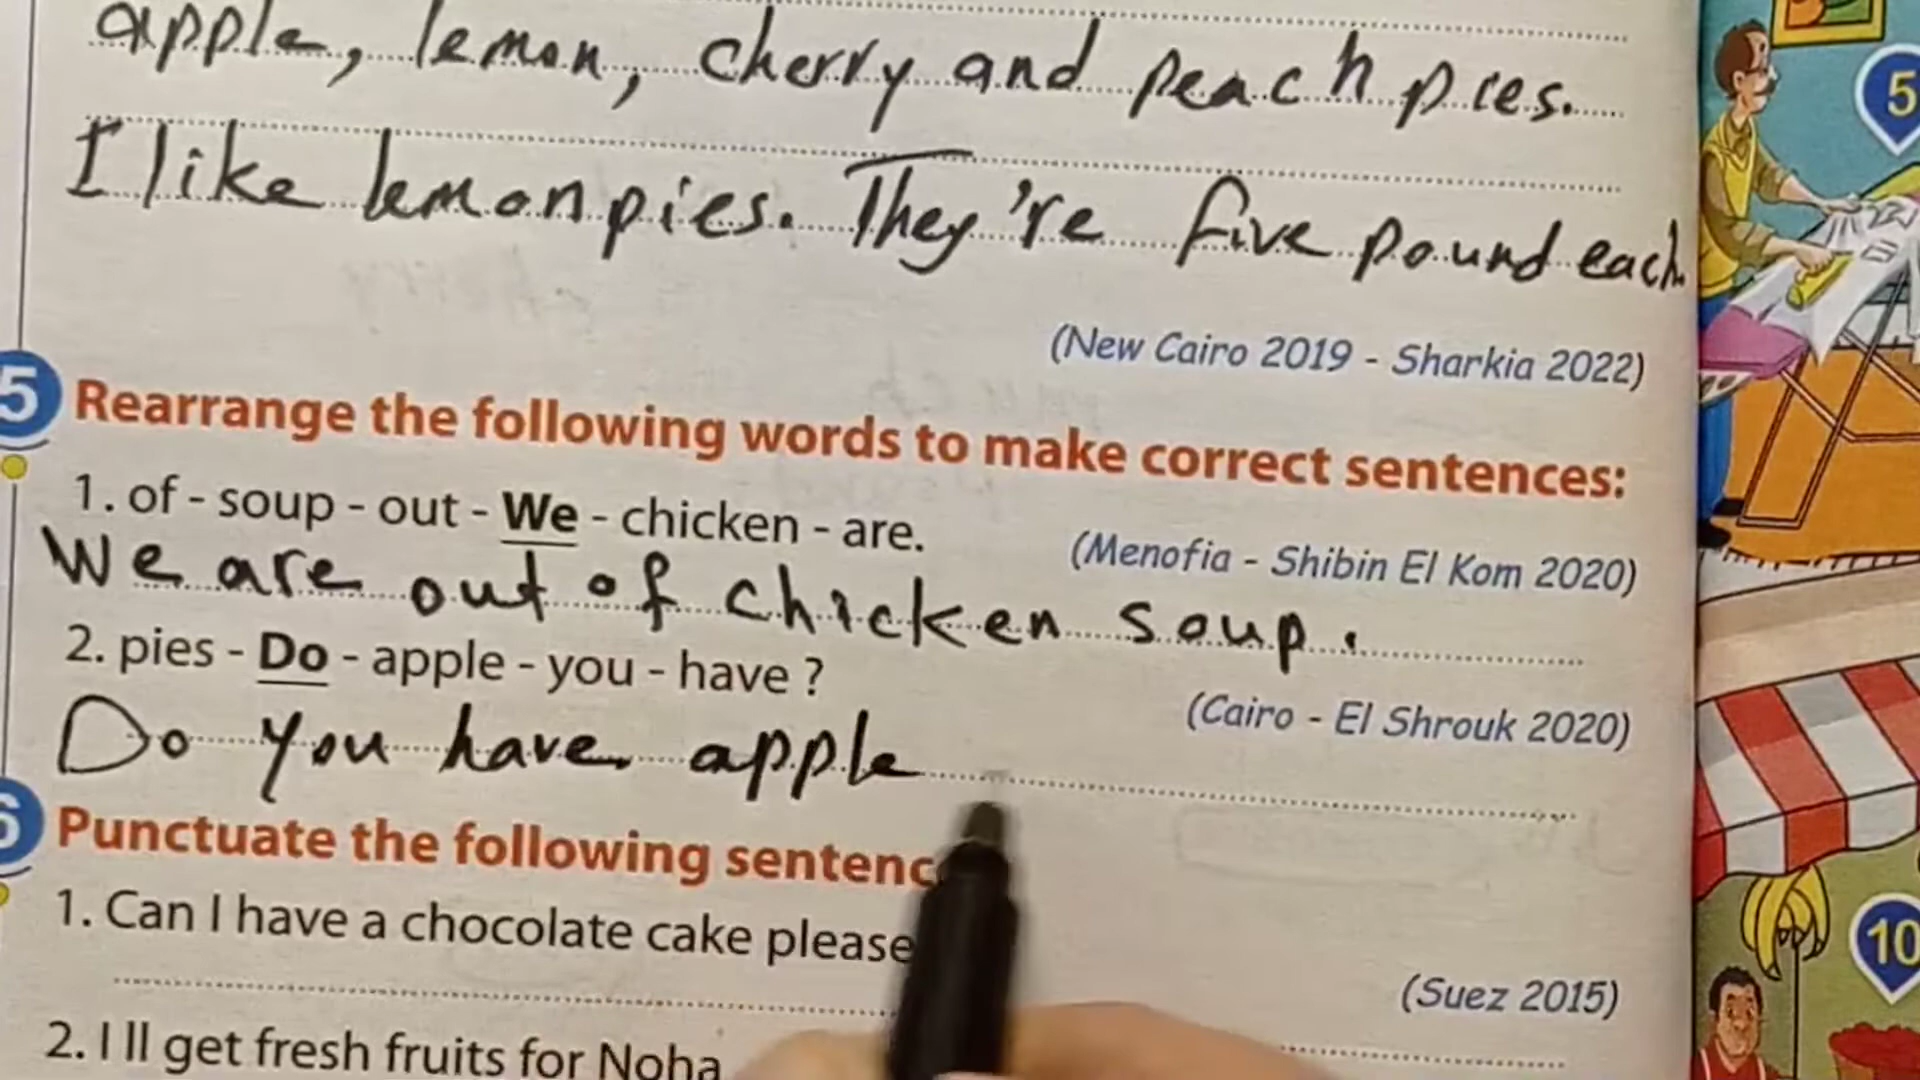 apple, lemon, cherry and peach pies.
I like lemon pies. They're five pound each.
(New Cairo 2019 - Sharkia 2022)
5 Rearrange the following words to make correct sentences:
1. of - soup - out - We - chicken - are.
(Menofia - Shibin El Kom 2020)
We are out of chicken soup.
2. pies - Do - apple - you - have ?
(Cairo - El Shrouk 2020)
Do you have apple
6 Punctuate the following
1. Can I have a chocolate cake please
(Suez 2015)
2. I ll get fresh fruits for Noha
5
10